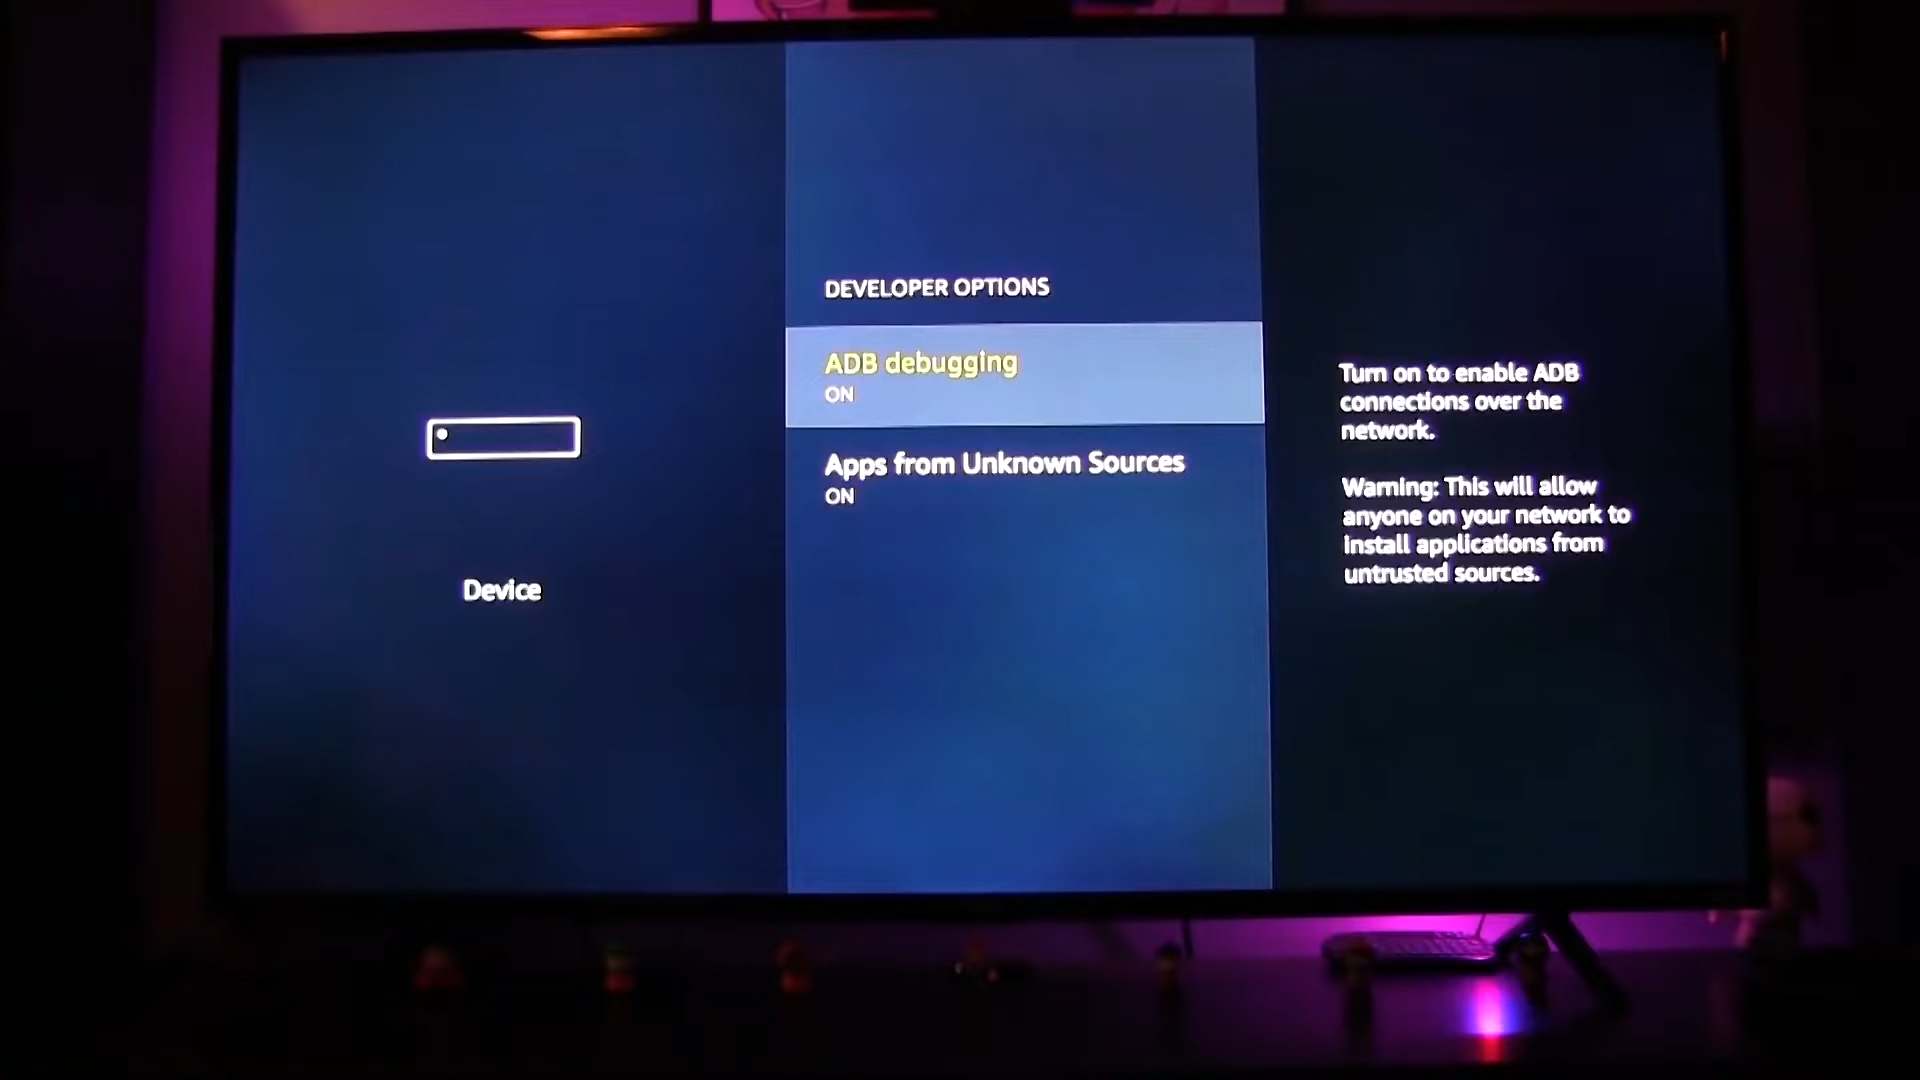 DEVELOPER OPTIONS
ADB debugging
ON
Apps from Unknown Sources
ON
Device
Turn on to enable ADB
connections over the
network.
Warning: This will allow
anyone on your network to
install applications from
untrusted sources.